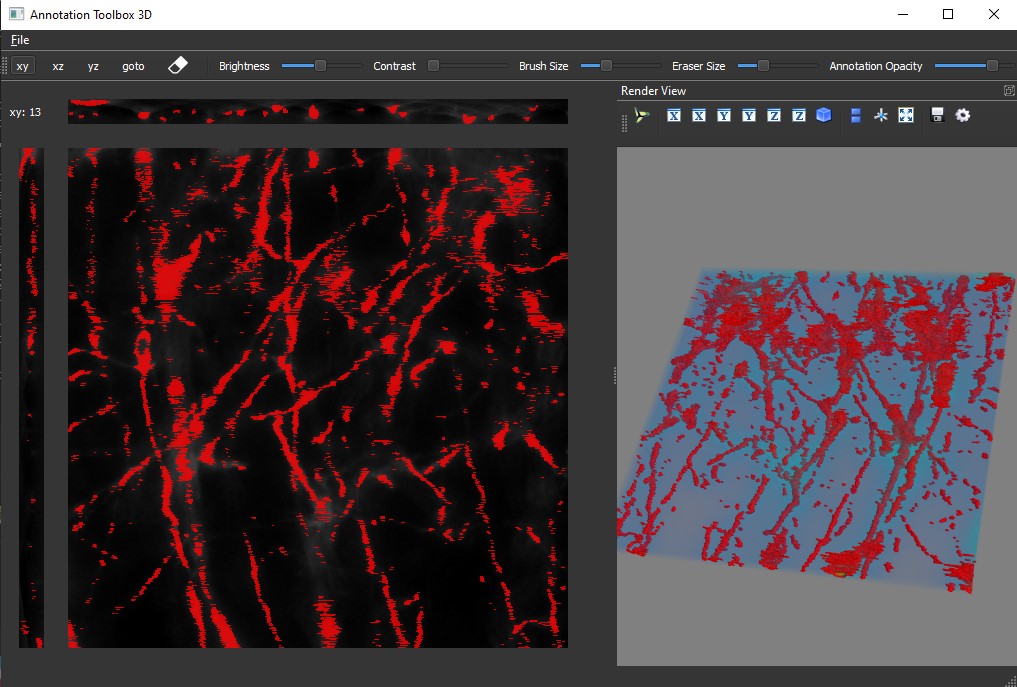 Annotation Toolbox 3D
File
xy xz yz goto Brightness Contrast Brush Size Eraser Size Annotation Opacity
xy: 13
Render View
X X Y Y Z Z